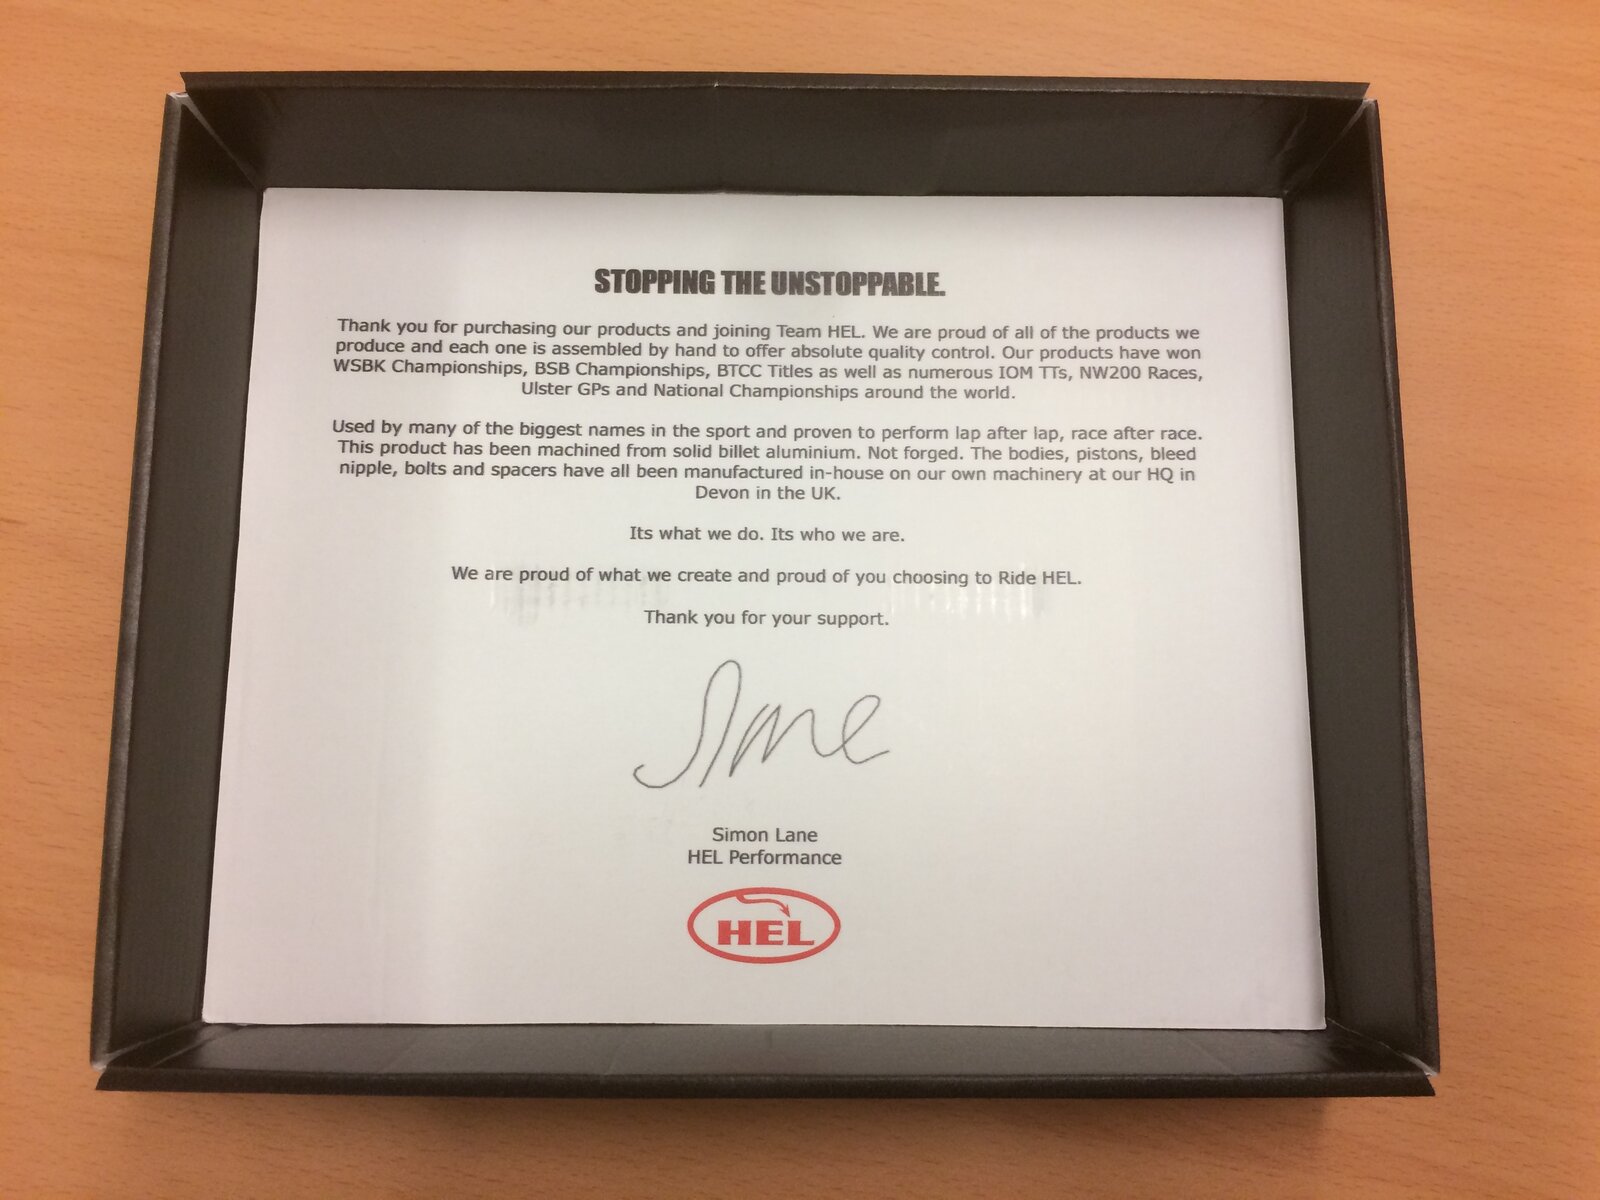 STOPPING THE UNSTOPPABLE.
Thank you for purchasing our products and joining Team HEL. We are proud of all of the products we
produce and each one is assembled by hand to offer absolute quality control. Our products have won
WSBK Championships, BSB Championships, BTCC Titles as well as numerous IOM TTs, NW200 Races,
Ulster GPs and National Championships around the world.
Used by many of the biggest names in the sport and proven to perform lap after lap, race after race.
This product has been machined from solid billet aluminium. Not forged. The bodies, pistons, bleed
nipple, bolts and spacers have all been manufactured in-house on our own machinery at our HQ in
Devon in the UK.
Its what we do. Its who we are.
We are proud of what we create and proud of you choosing to Ride HEL.
Thank you for your support.
Simon Lane
HEL Performance
HEL